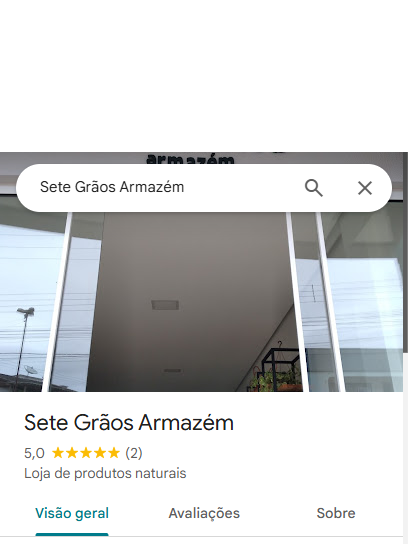 armazém
Sete Grãos Armazém
Sete Grãos Armazém
5,0 (2)
Loja de produtos naturais
Visão geral Avaliações Sobre